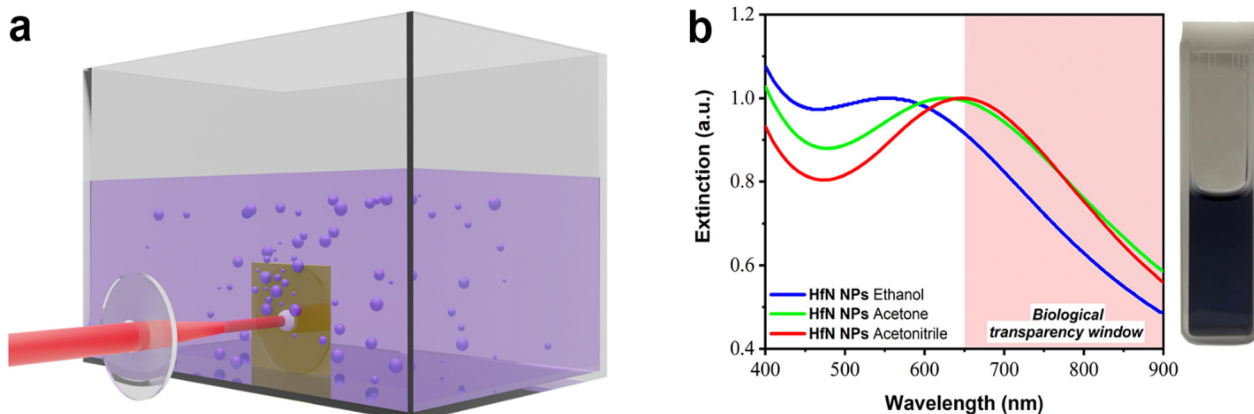 a
b
Extinction (a.u.)
1.2
1.0
0.8
0.6
0.4
HfN NPs Ethanol
HfN NPs Acetone
HfN NPs Acetonitrile
Biological
transparency window
400
500
600
700
800
900
Wavelength (nm)